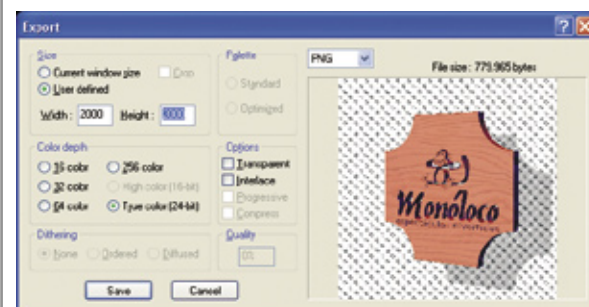 Export
Size
Current window size
Crop
User defined
Width: 2000 Height:
Palette
Standard
Optimized
Color depth
16 color
256 color
32 color
High color (16-bit)
64 color
True color (24-bit)
Options
Transparent
Interlace
Progressive
Compress
Dithering
None
Ordered
Diffused
Quality
0%
Save
Cancel
PNG
File size : 779.965 bytes
Monoloco